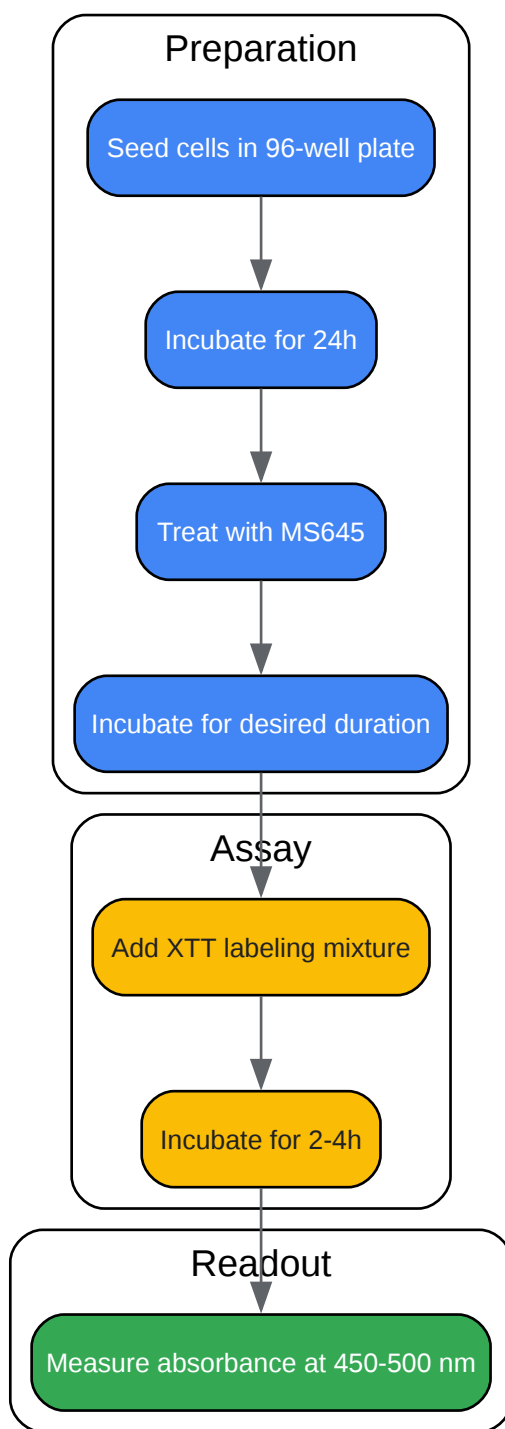 Preparation
Seed cells in 96-well plate
Incubate for 24h
Treat with MS645
Incubate for desired duration
Assay
Add XTT labeling mixture
Incubate for 2-4h
Readout
Measure absorbance at 450-500 nm